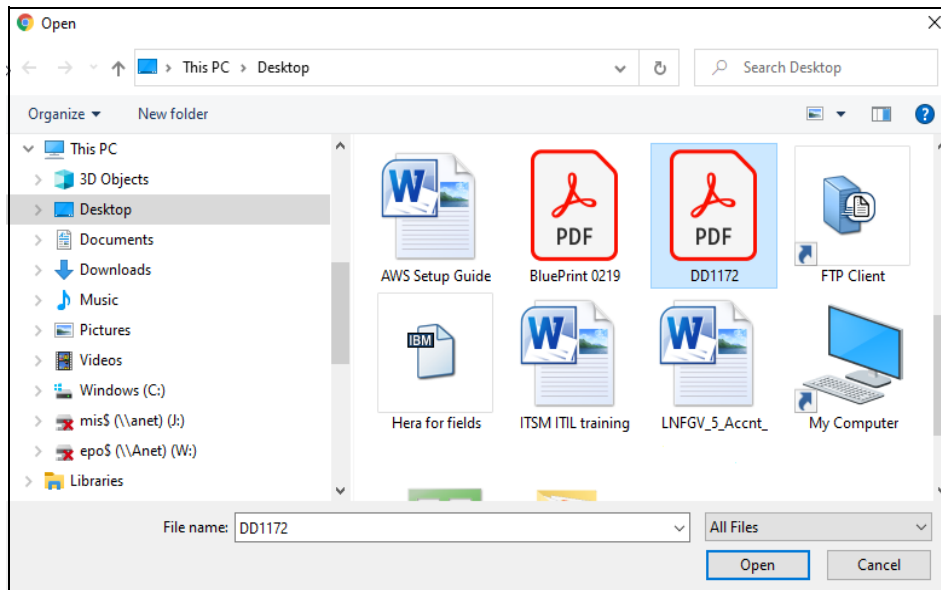 Open
This PC > Desktop
Search Desktop
Organize
New folder
?
This PC
3D Objects
Desktop
Documents
Downloads
Music
Pictures
Videos
Windows (C:)
mis$ (\\anet) (J:)
epo$ (\\Anet) (W:)
Libraries
W
PDF
PDF
AWS Setup Guide
BluePrint 0219
DD1172
FTP Client
IBM
W
W
Hera for fields
ITSM ITIL training
LNFGV_5_Accnt_
My Computer
File name: DD1172
All Files
Open
Cancel